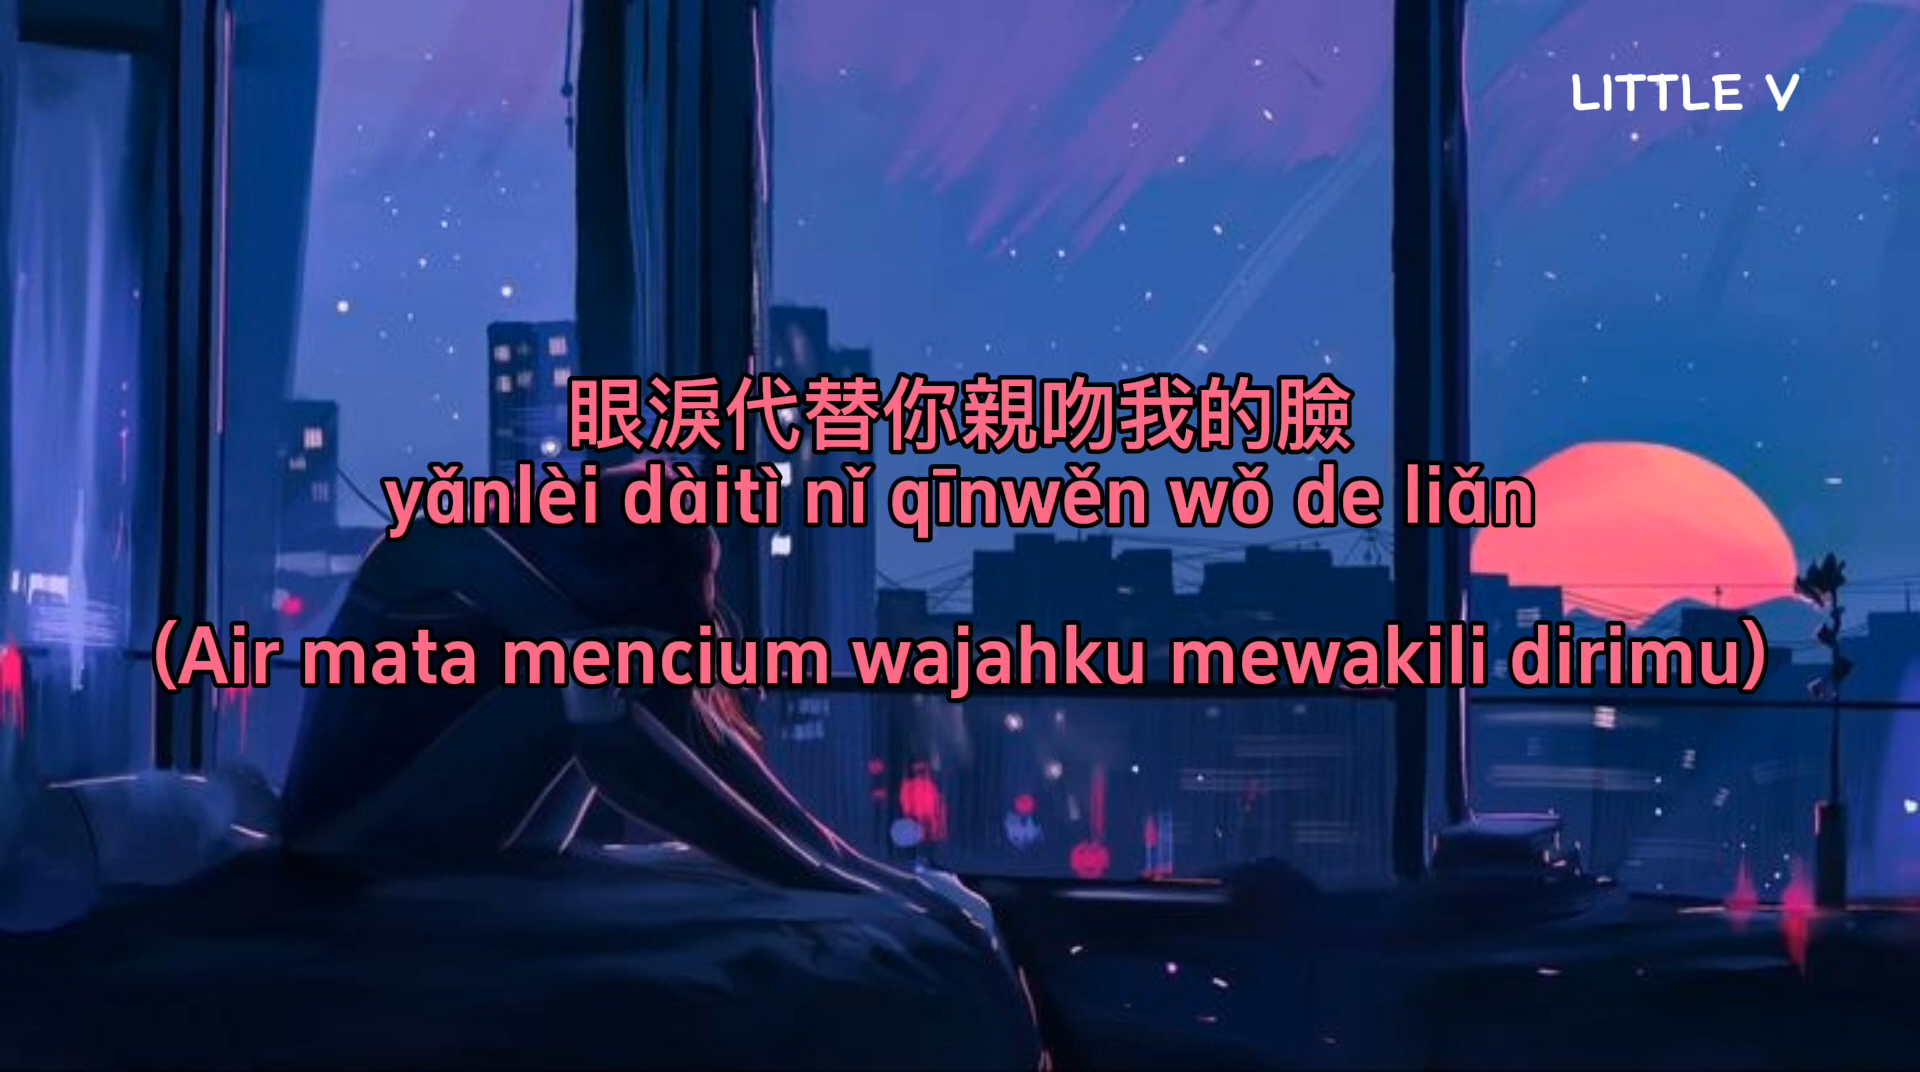 LITTLE V
眼淚代替你親吻我的臉
yǎnlèi dàitì nǐ qīnwěn wǒ de liǎn
(Air mata mencium wajahku mewakili dirimu)